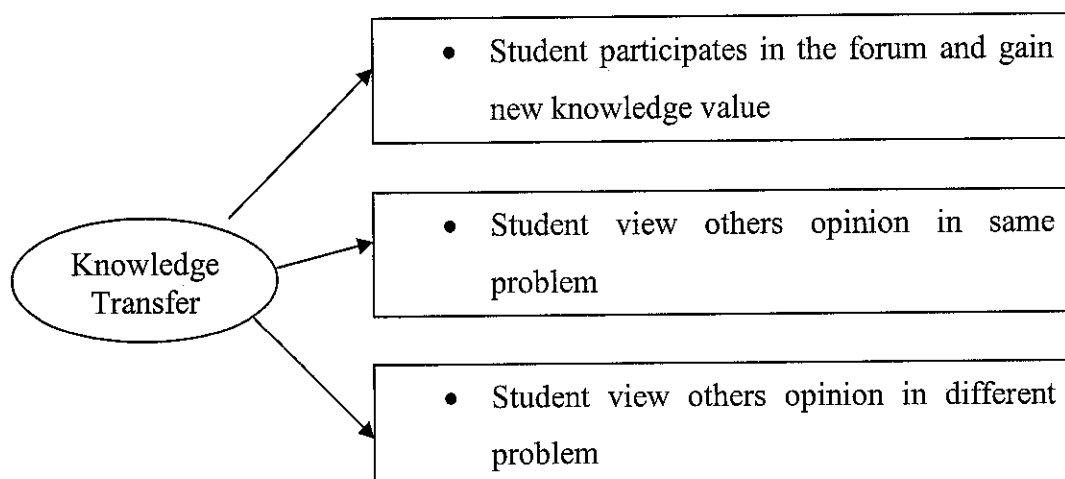 • Student participates in the forum and gain
new knowledge value
• Student view others opinion in same
problem
Knowledge
Transfer
• Student view others opinion in different
problem